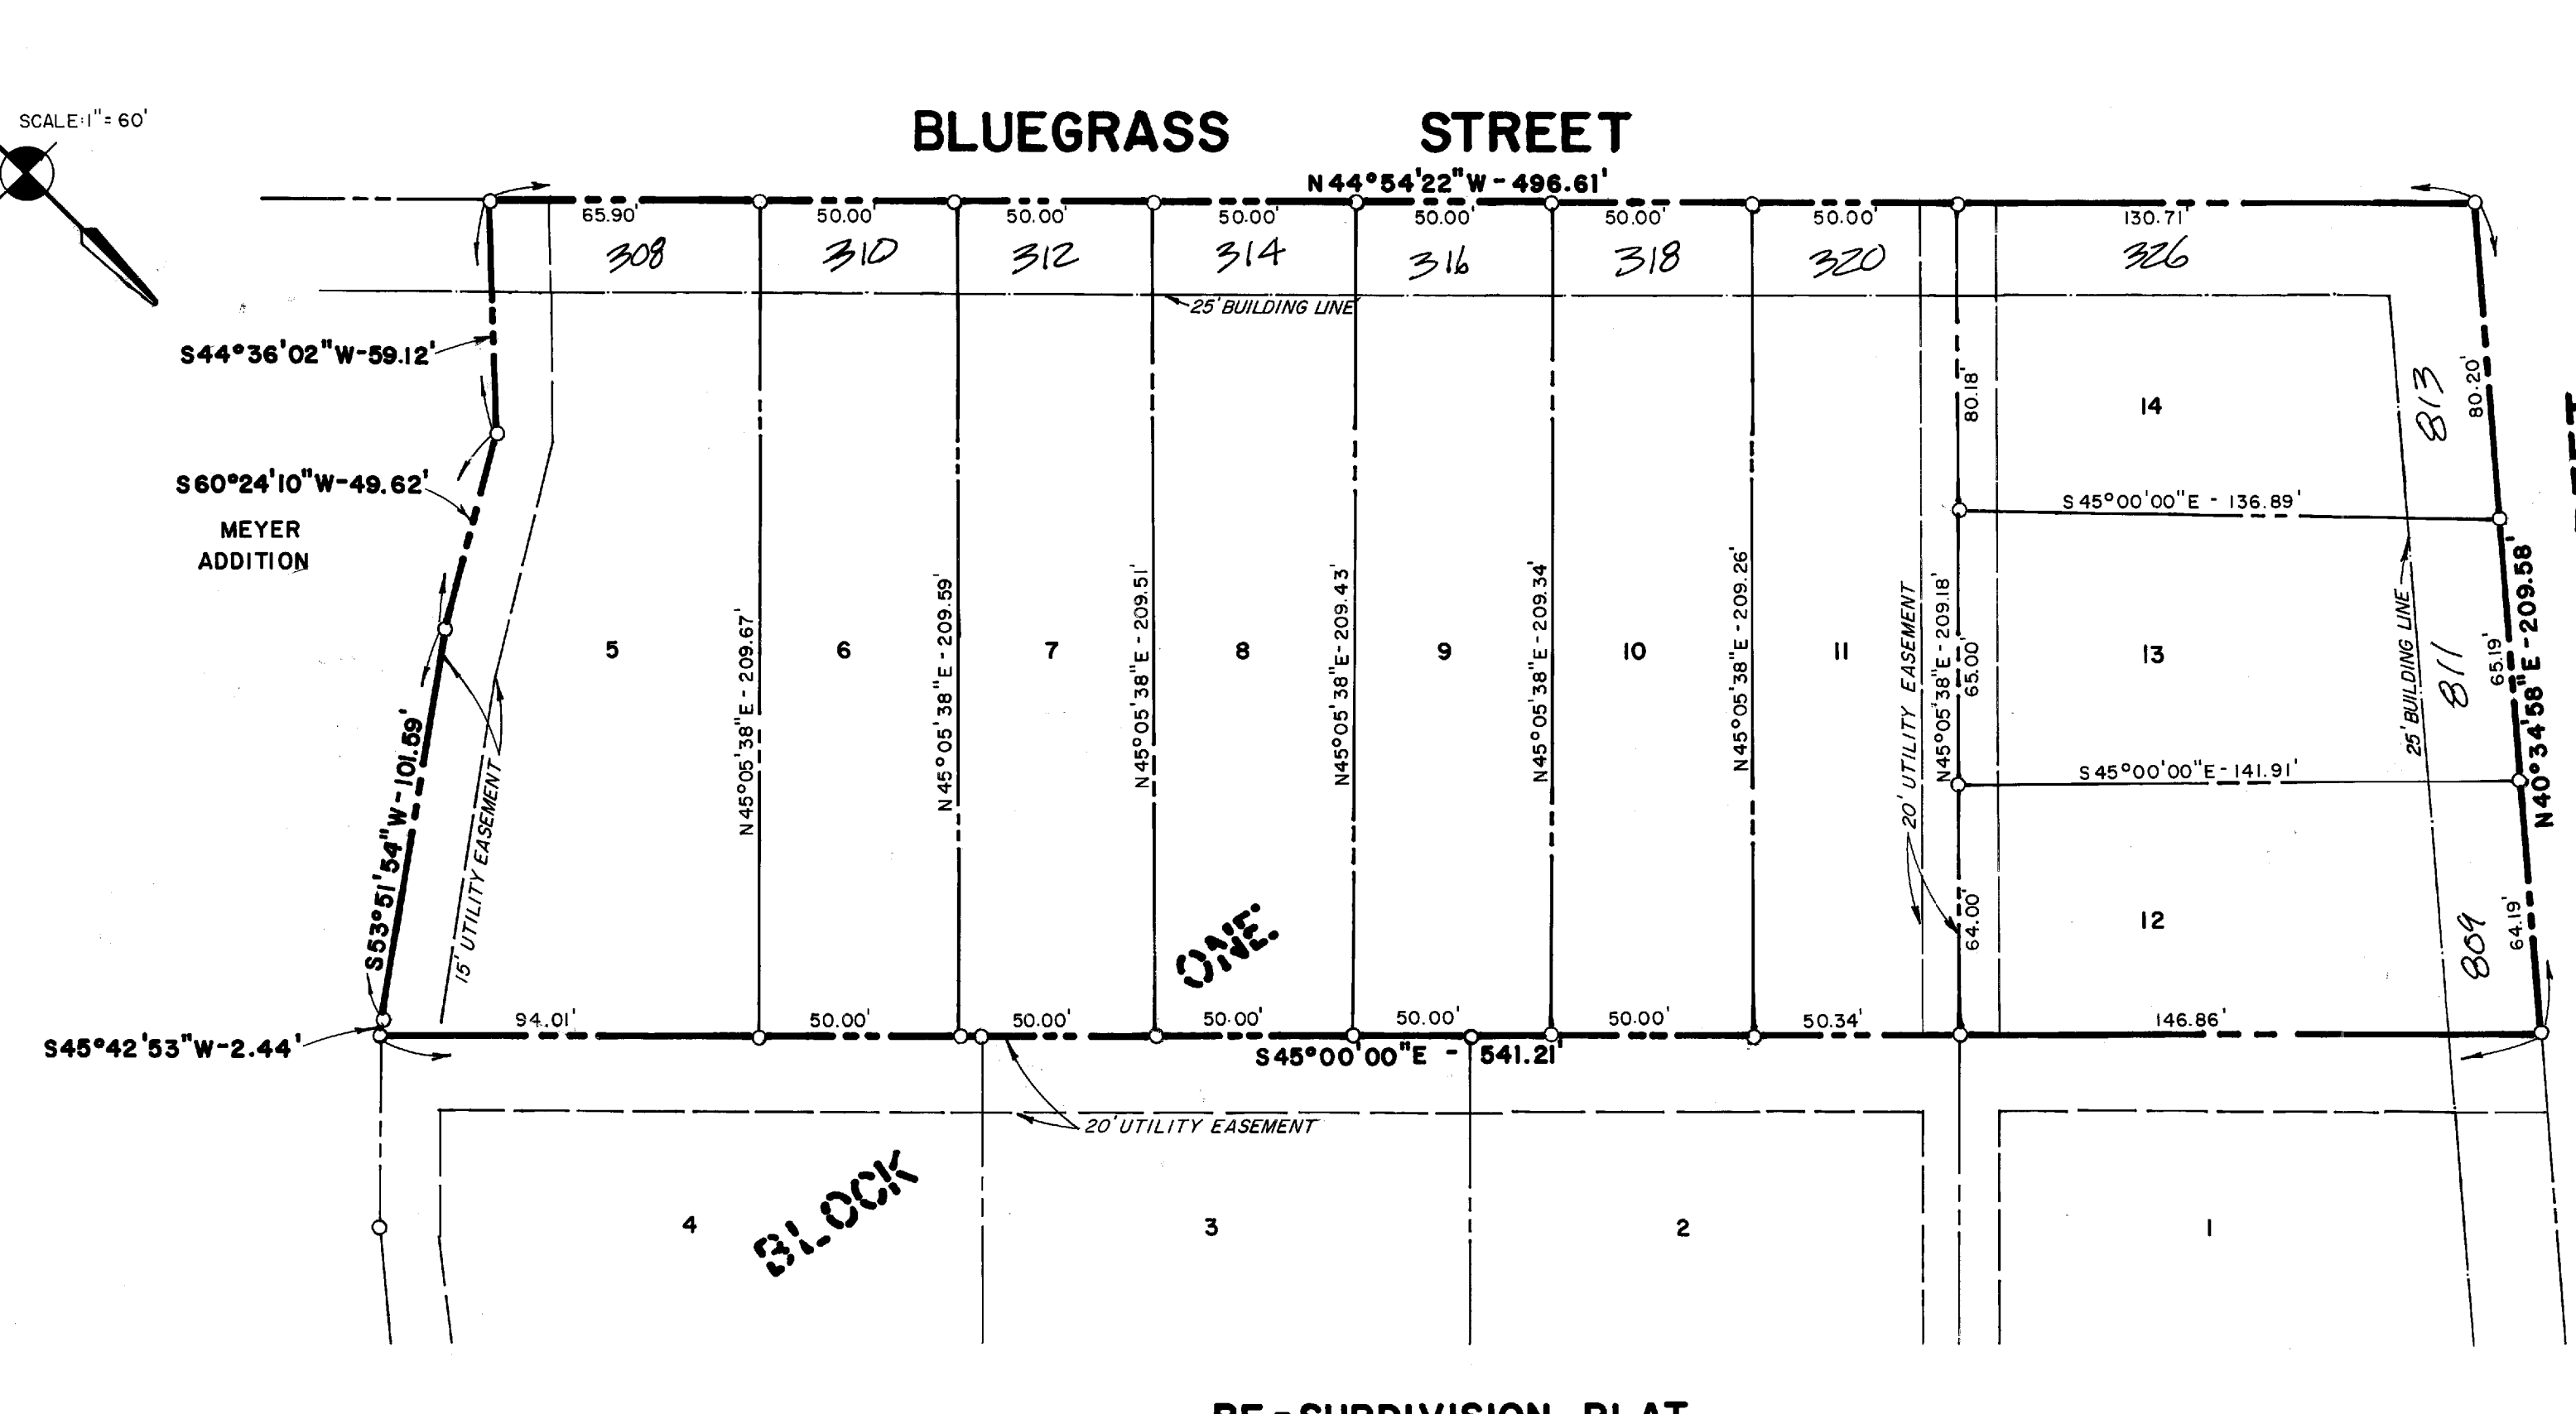 SCALE: 1" = 60'
BLUEGRASS STREET
N44°54'22"W-496.61'
65.90' 50.00' 50.00' 50.00' 50.00' 50.00' 50.00' 130.71'
308 310 312 314 316 318 320 326
25' BUILDING LINE
S44°36'02"W-59.12'
80.18'
14
813
80.20'
S60°24'10"W-49.62'
MEYER
ADDITION
S45°00'00"E - 136.89'
S53°51'54"W-101.59'
15' UTILITY EASEMENT
5 6 7 8 9 10 11 13
N45°05'38"E - 209.67'
N45°05'38"E - 209.59'
N45°05'38"E - 209.51'
N45°05'38"E - 209.43'
N45°05'38"E - 209.34'
N45°05'38"E - 209.26'
20' UTILITY EASEMENT
N45°05'38"E - 209.18'
65.00'
25' BUILDING LINE
811
65.19'
N40°34'58"E-209.58'
S45°00'00"E-141.91'
64.00'
12
809
64.19'
ONE
S45°42'53"W-2.44'
94.01' 50.00' 50.00' 50.00' 50.00' 50.00' 50.34' 146.86'
S45°00'00"E - 541.21'
20' UTILITY EASEMENT
BLOCK
4 3 2 1
RE-SUBDIVISION PLAT